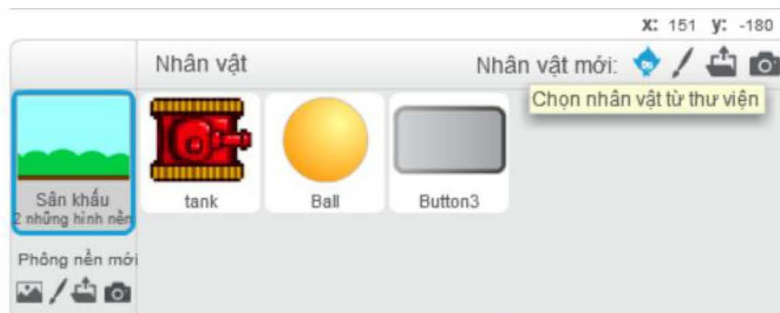 x: 151 y: -180
Nhân vật
Nhân vật mới:
Chọn nhân vật từ thư viện
Sân khấu
2 những hình nền
tank
Ball
Button3
Phông nền mới